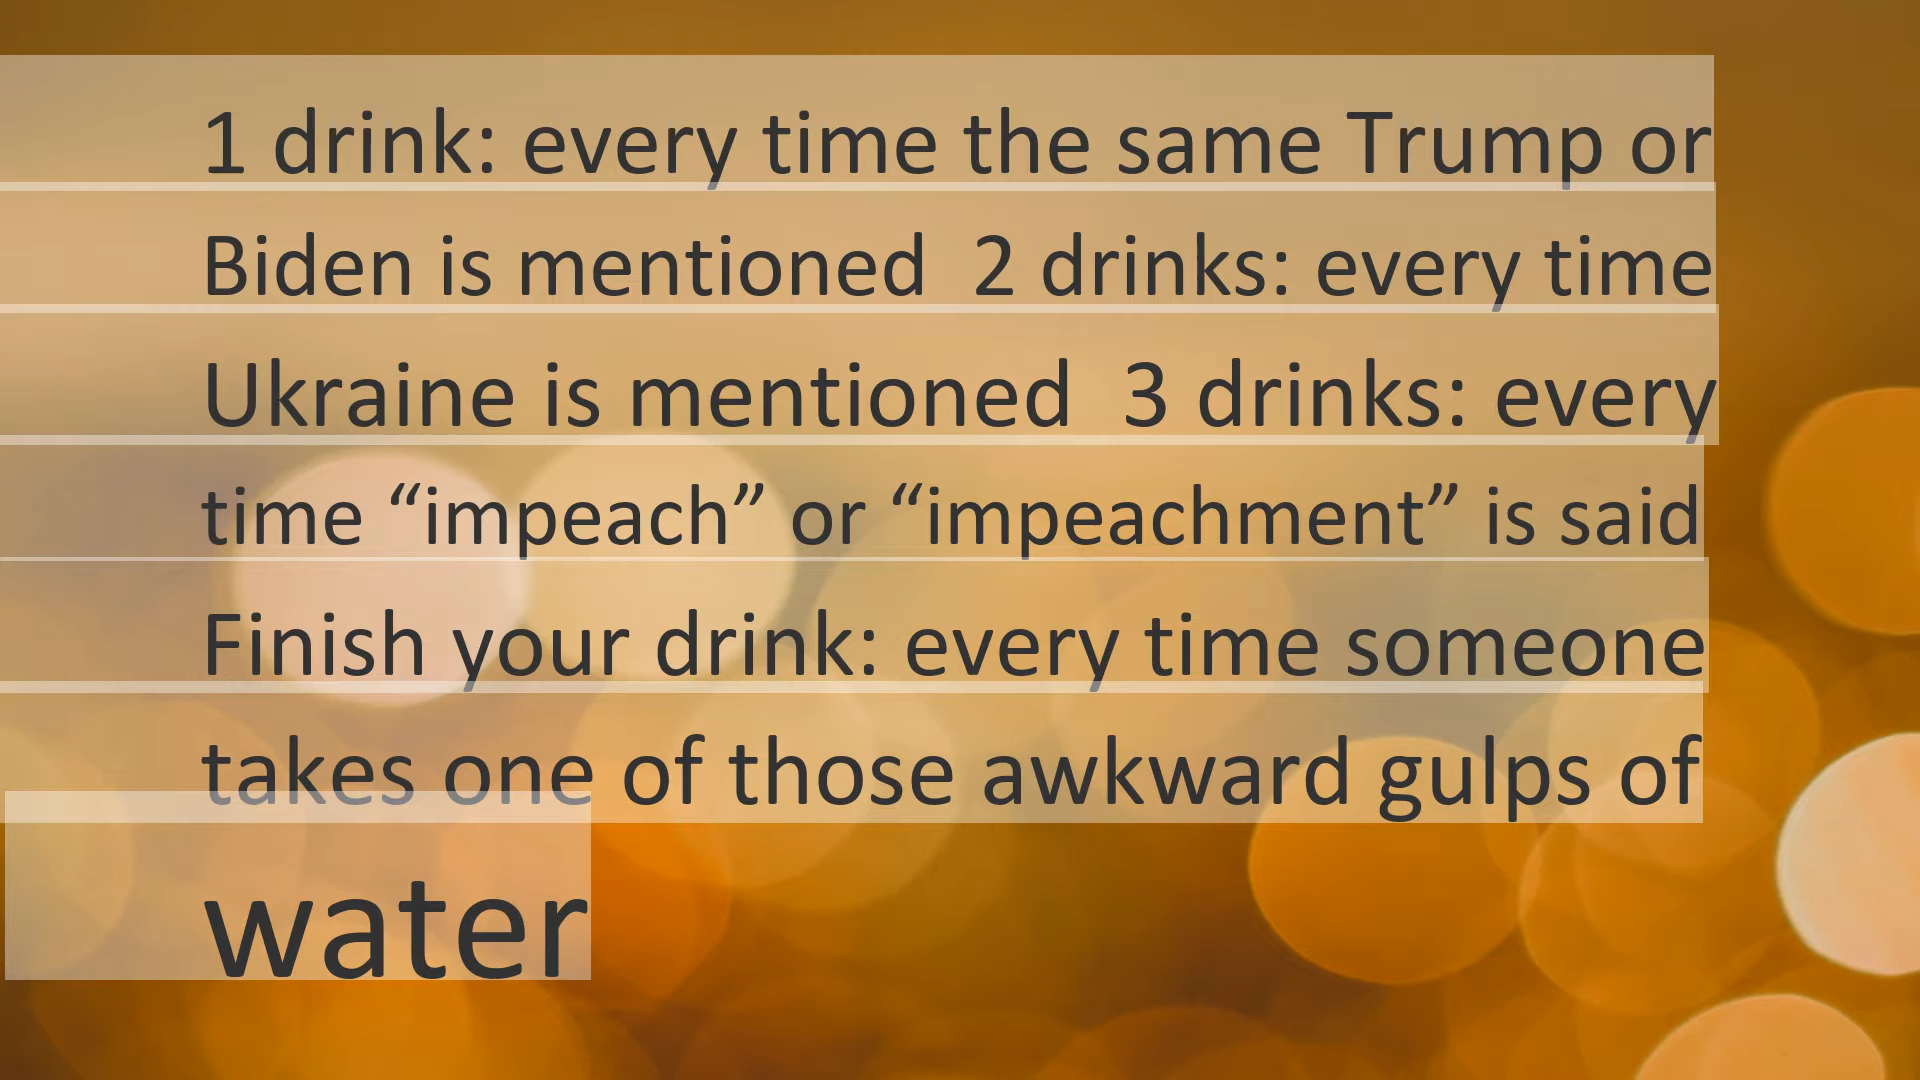 1 drink: every time the same Trump or
Biden is mentioned  2 drinks: every time
Ukraine is mentioned  3 drinks: every
time “impeach” or “impeachment” is said
Finish your drink: every time someone
takes one of those awkward gulps of
water